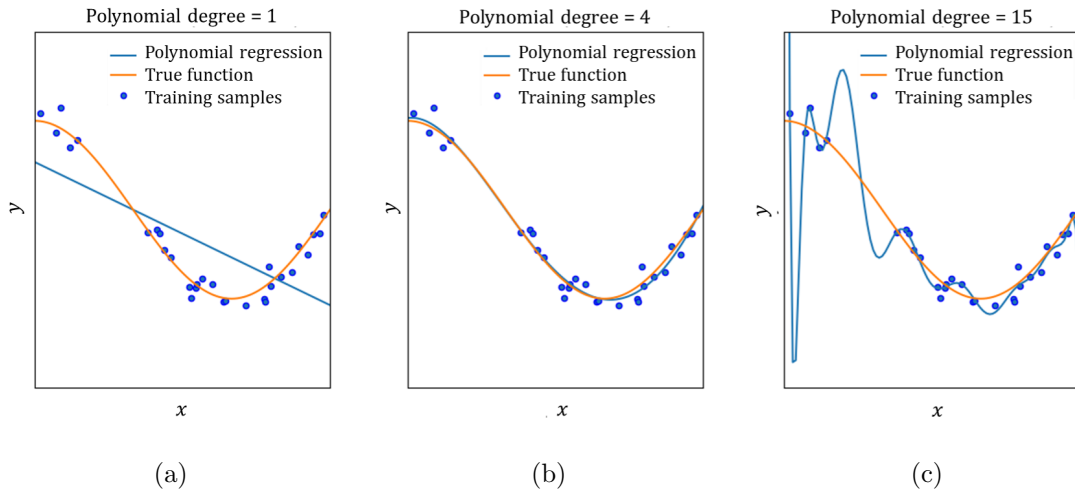 Polynomial degree = 1
Polynomial regression
True function
Training samples
y
x
(a)
Polynomial degree = 4
Polynomial regression
True function
Training samples
y
x
(b)
Polynomial degree = 15
Polynomial regression
True function
Training samples
y
x
(c)